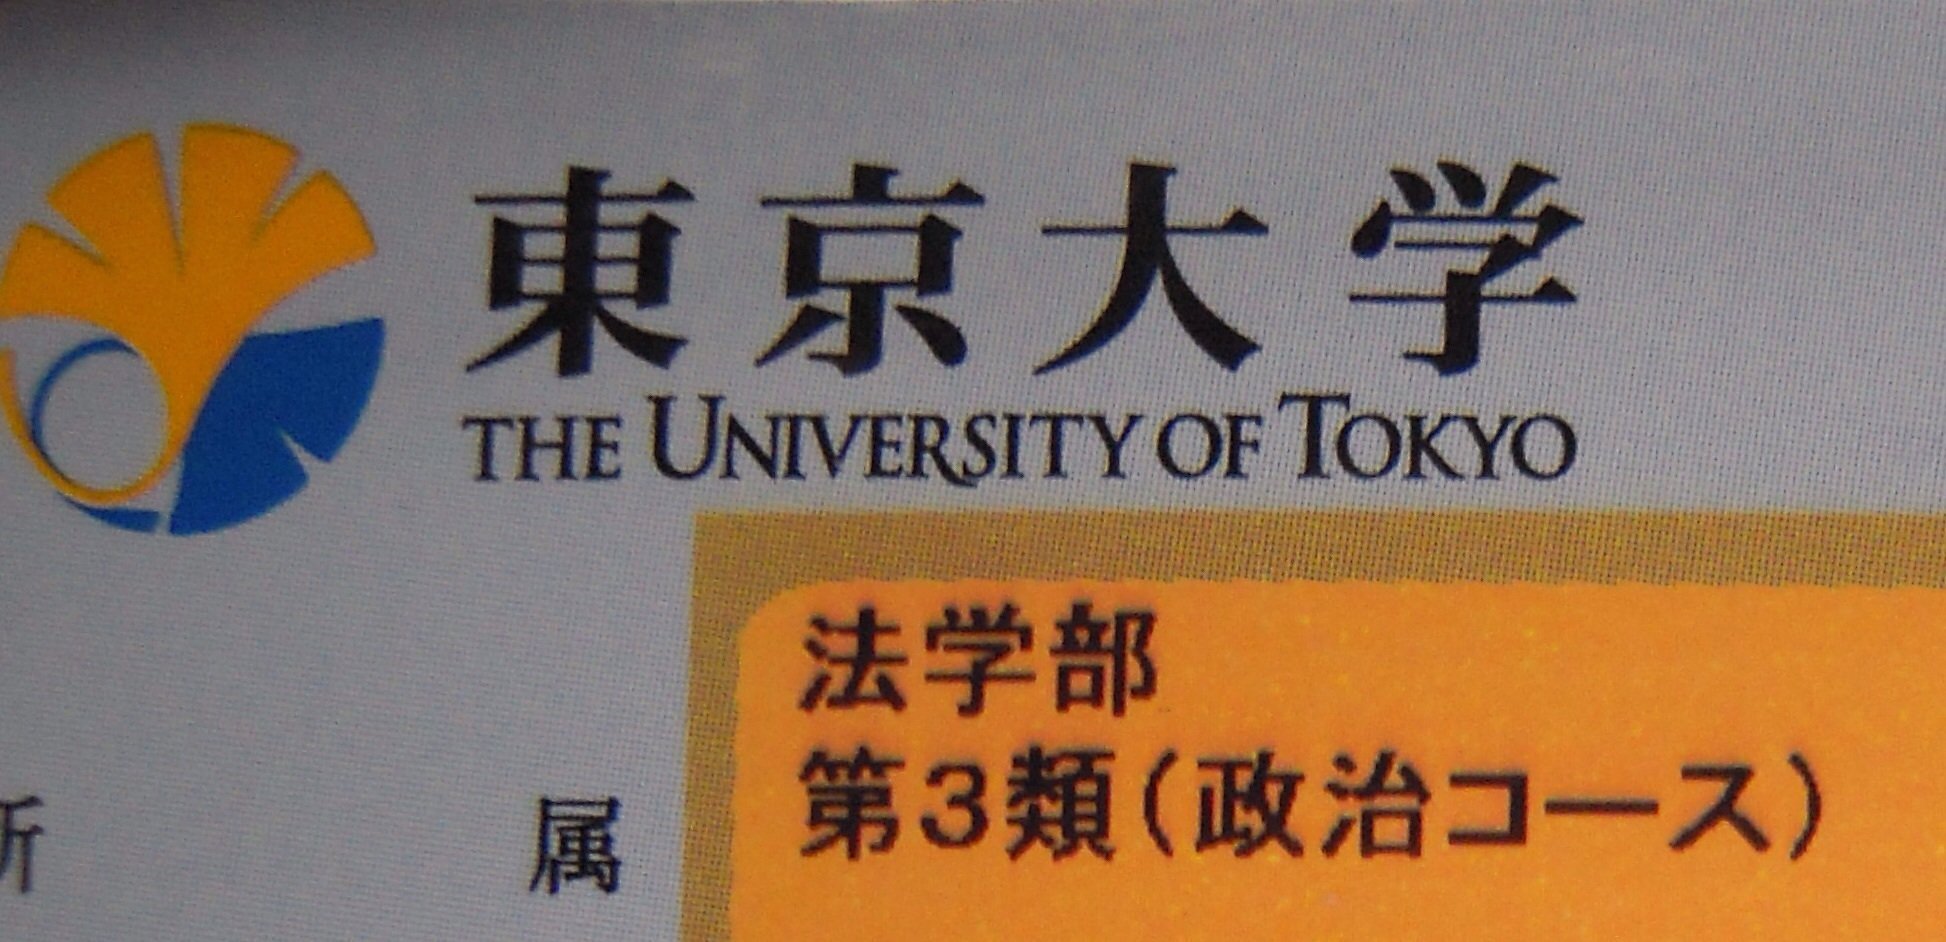 東京大学
THE UNIVERSITY OF TOKYO
法学部
第3類(政治コース)
所属